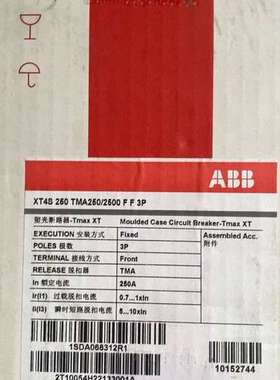 ABB
XT4S 250 TMA250/2500 F F 3P
塑壳断路器-Tmax XT Moulded Case Circuit Breaker-Tmax XT
EXECUTION 安装方式 Fixed Assembled Acc.
POLES 极数 3P 附件
TERMINAL 接线方式 Front
RELEASE 脱扣器 TMA
In 额定电流 250A
Ir(I1) 过载脱扣电流 0.7...1xIn
Ii(I3) 瞬时短路脱扣电流 5...10xIn
1SDA068312R1
10152744